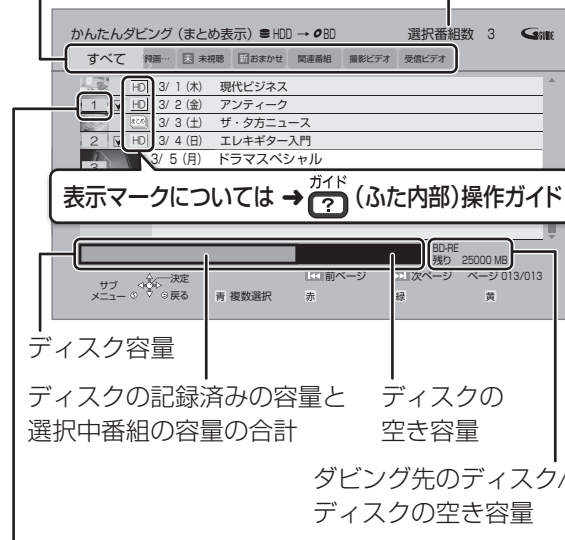 かんたんダビング（まとめ表示） HDD → BD 選択番組数 3 GGUIDE
すべて 録画… 未 未視聴 新 おまかせ 関連番組 撮影ビデオ 受信ビデオ
HD 3/ 1 (木) 現代ビジネス
1 HD 3/ 2 (金) アンティーク
まとめ 3/ 3 (土) ザ・夕方ニュース
2 HD 3/ 4 (日) エレキギター入門
3 3/ 5 (月) ドラマスペシャル
表示マークについては → ガイド ? (ふた内部)操作ガイド
BD-RE
残り 25000 MB
前ページ 次ページ ページ 013/013
サブ
メニュー 決定
戻る 青 複数選択 赤 緑 黄
ディスク容量
ディスクの記録済みの容量と
選択中番組の容量の合計
ディスクの
空き容量
ダビング先のディスク/
ディスクの空き容量